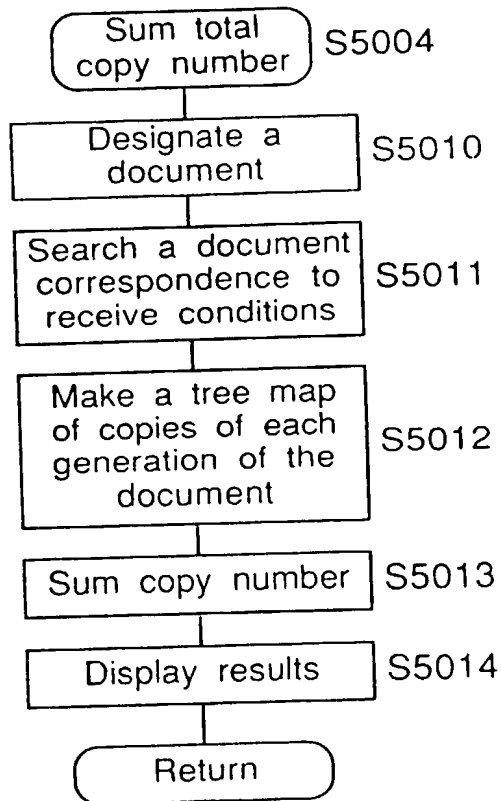 Sum total
copy number
S5004
Designate a
document
S5010
Search a document
correspondence to
receive conditions
S5011
Make a tree map
of copies of each
generation of the
document
S5012
Sum copy number
S5013
Display results
S5014
Return